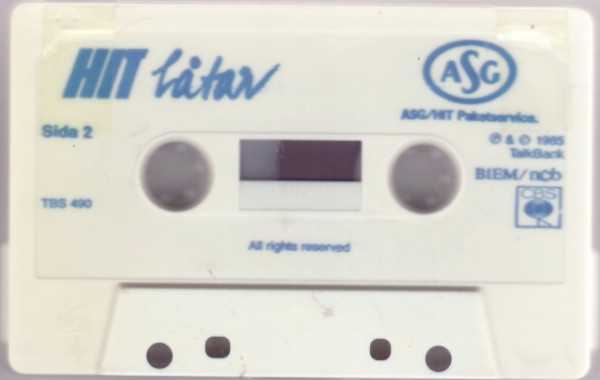 HIT låtar
ASG
ASG/HIT Paketservice.
Sida 2
℗ & © 1985
TalkBack
BIEM/ncb
TBS 490
CBS
All rights reserved